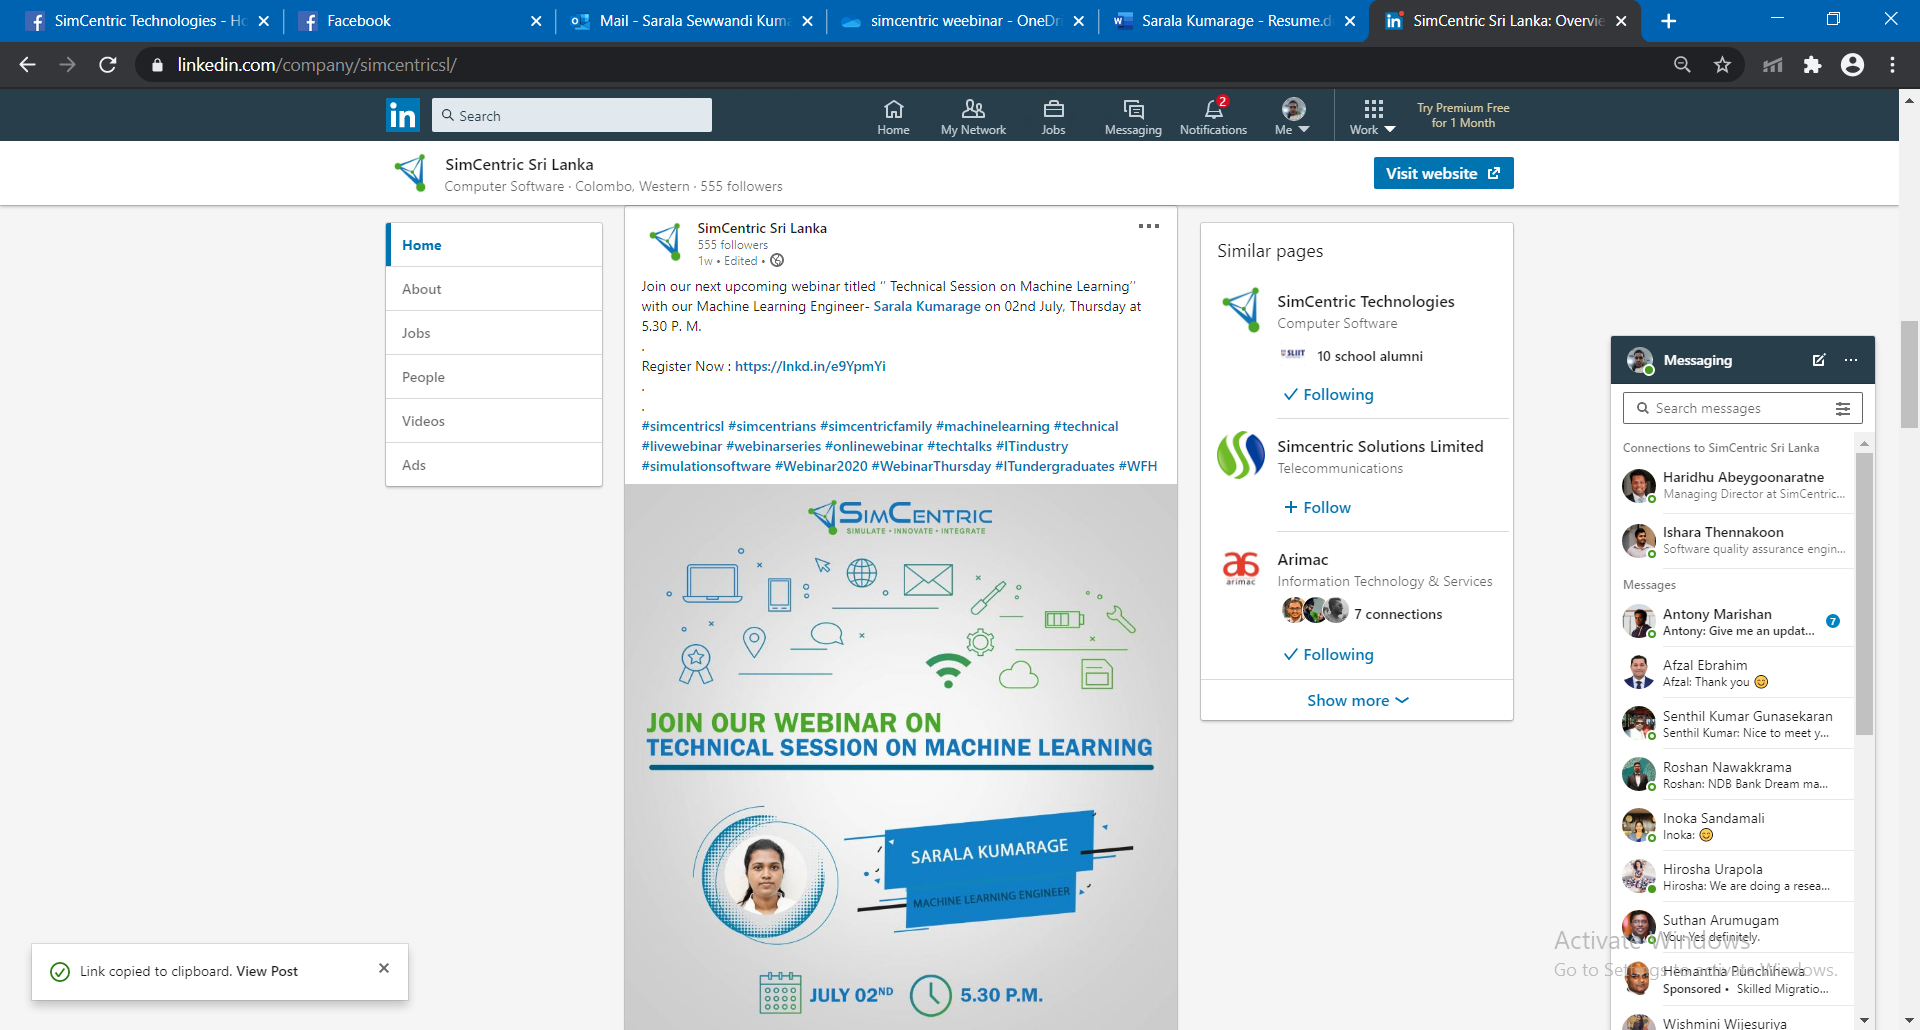 SimCentric Technologies - Ho
Facebook
Mail - Sarala Sewwandi Kuma
simcentric weebinar - OneDri
Sarala Kumarage - Resume.d
SimCentric Sri Lanka: Overvie
linkedin.com/company/simcentricsl/
in
Search
Home
My Network
Jobs
Messaging
2
Notifications
Me
Work
Try Premium Free
for 1 Month
SimCentric Sri Lanka
Computer Software · Colombo, Western · 555 followers
Visit website
Home
About
Jobs
People
Videos
Ads
SimCentric Sri Lanka
555 followers
1w • Edited •
Join our next upcoming webinar titled " Technical Session on Machine Learning"
with our Machine Learning Engineer- Sarala Kumarage on 02nd July, Thursday at
5.30 P. M.
.
Register Now : https://lnkd.in/e9YpmYi
.
.
#simcentricsl #simcentrians #simcentricfamily #machinelearning #technical
#livewebinar #webinarseries #onlinewebinar #techtalks #ITindustry
#simulationsoftware #Webinar2020 #WebinarThursday #ITundergraduates #WFH
SIMCENTRIC
SIMULATE • INNOVATE • INTEGRATE
JOIN OUR WEBINAR ON
TECHNICAL SESSION ON MACHINE LEARNING
SARALA KUMARAGE
MACHINE LEARNING ENGINEER
JULY 02ND
5.30 P.M.
Similar pages
SimCentric Technologies
Computer Software
SLIIT
10 school alumni
Following
Simcentric Solutions Limited
Telecommunications
+ Follow
arimac
Arimac
Information Technology & Services
7 connections
Following
Show more
Messaging
Search messages
Connections to SimCentric Sri Lanka
Haridhu Abeygoonaratne
Managing Director at SimCentric...
Ishara Thennakoon
Software quality assurance engin...
Messages
Antony Marishan
Antony: Give me an updat...
7
Afzal Ebrahim
Afzal: Thank you 😊
Senthil Kumar Gunasekaran
Senthil Kumar: Nice to meet y...
Roshan Nawakkrama
Roshan: NDB Bank Dream ma...
Inoka Sandamali
Inoka: 😊
Hirosha Urapola
Hirosha: We are doing a resea...
Suthan Arumugam
You: Yes definitely.
Hemantha Punchihewa
Sponsored • Skilled Migratio...
Wishmini Wijesuriya
Activate Windows
Go to Settings to activate Windows.
Link copied to clipboard. View Post